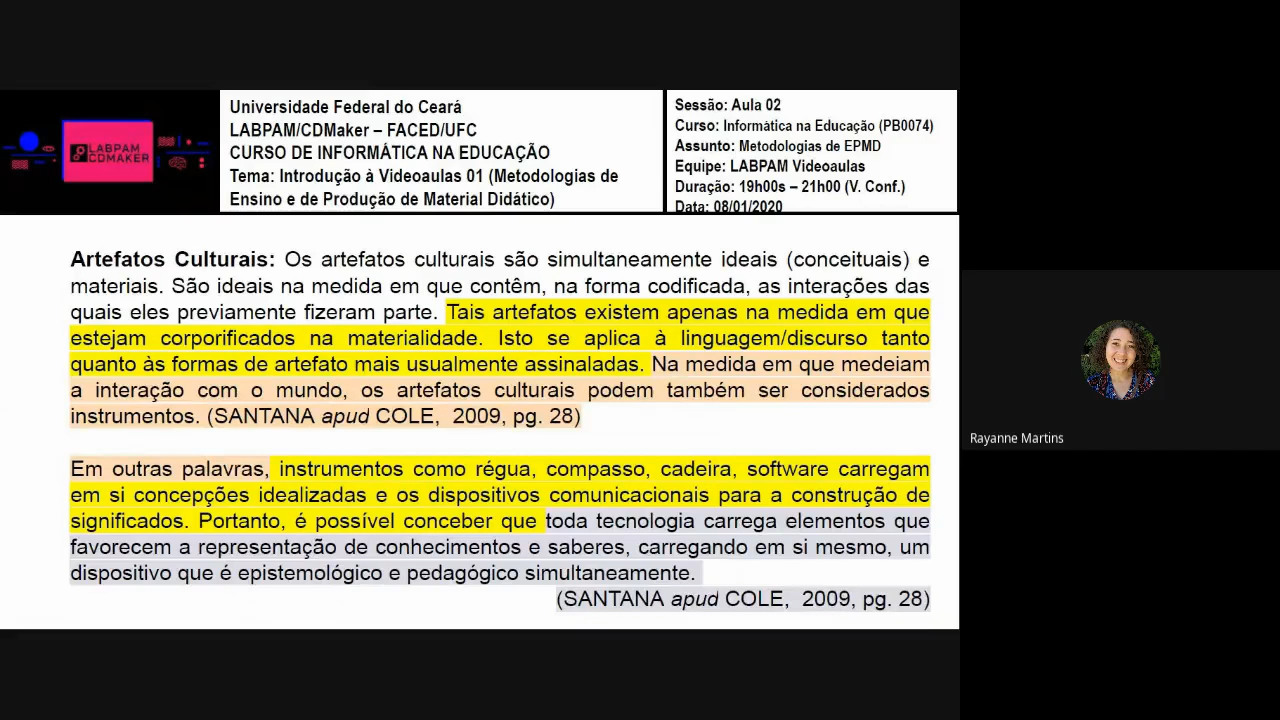 LABPAM
CDMAKER
Universidade Federal do Ceará
LABPAM/CDMaker – FACED/UFC
CURSO DE INFORMÁTICA NA EDUCAÇÃO
Tema: Introdução à Videoaulas 01 (Metodologias de
Ensino e de Produção de Material Didático)
Sessão: Aula 02
Curso: Informática na Educação (PB0074)
Assunto: Metodologias de EPMD
Equipe: LABPAM Videoaulas
Duração: 19h00s – 21h00 (V. Conf.)
Data: 08/01/2020
Artefatos Culturais: Os artefatos culturais são simultaneamente ideais (conceituais) e
materiais. São ideais na medida em que contêm, na forma codificada, as interações das
quais eles previamente fizeram parte. Tais artefatos existem apenas na medida em que
estejam corporificados na materialidade. Isto se aplica à linguagem/discurso tanto
quanto às formas de artefato mais usualmente assinaladas. Na medida em que medeiam
a interação com o mundo, os artefatos culturais podem também ser considerados
instrumentos. (SANTANA apud COLE, 2009, pg. 28)
Em outras palavras, instrumentos como régua, compasso, cadeira, software carregam
em si concepções idealizadas e os dispositivos comunicacionais para a construção de
significados. Portanto, é possível conceber que toda tecnologia carrega elementos que
favorecem a representação de conhecimentos e saberes, carregando em si mesmo, um
dispositivo que é epistemológico e pedagógico simultaneamente.
(SANTANA apud COLE, 2009, pg. 28)
Rayanne Martins